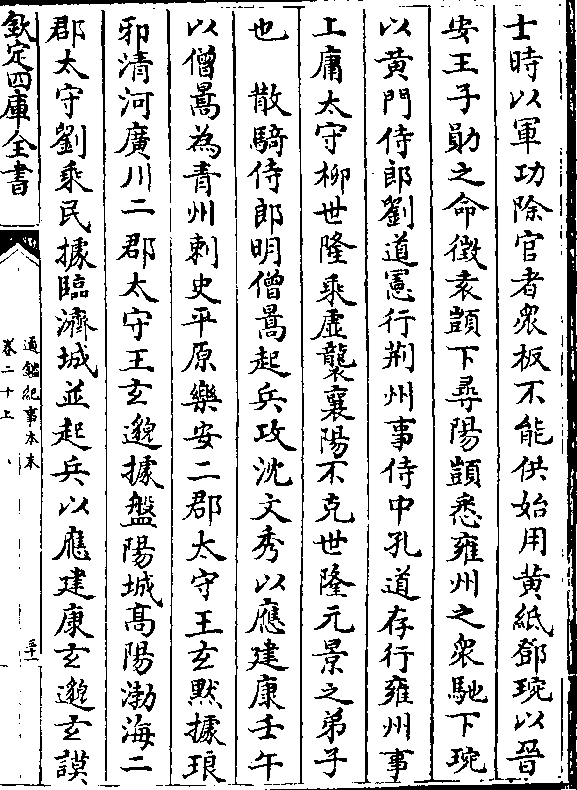 士時以軍功除官者衆板不能供始用黄紙鄧琬以晉
安王子勛之命徵袁顗下尋陽顗悉雍州之衆馳下琬
以黄門侍郎劉道憲行荆州事侍中孔道存行雍州事
上庸太守柳世隆乘虚襲襄陽不克世隆元景之弟子
也　散騎侍郎明僧暠起兵攻沈文秀以應建康壬午
以僧暠為青州刺史平原樂安二郡太守王玄默據琅
邪清河廣川二郡太守王玄邈據盤陽城高陽渤海二
郡太守劉乘民據臨濟城並起兵以應建康玄邈玄謨
欽定四庫全書
通鑑紀事本末
卷二十上